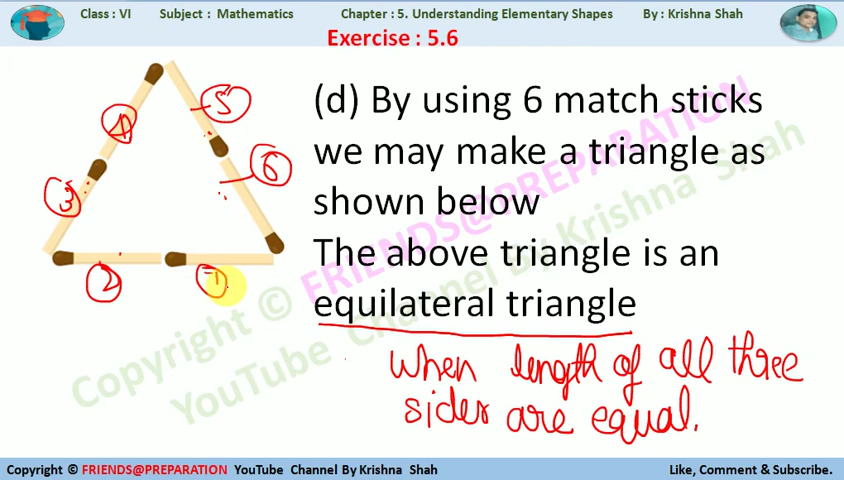 Class : VI Subject : Mathematics Chapter : 5. Understanding Elementary Shapes By : Krishna Shah
Exercise : 5.6
(d) By using 6 match sticks
we may make a triangle as
shown below
The above triangle is an
equilateral triangle
when length of all three
sides are equal.
4
5
3
6
2
1
Copyright © FRIENDS@PREPARATION
YouTube Channel By Krishna Shah
Copyright © FRIENDS@PREPARATION YouTube Channel By Krishna Shah Like, Comment & Subscribe.